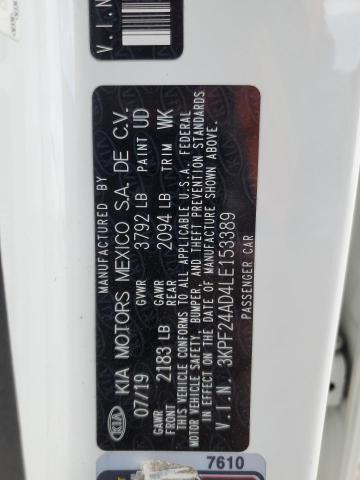 V.I.N
KIA
KIA MOTORS MEXICO S.A. DE C.V.
07/19 GVWR 3792 LB PAINT UD
GAWR FRONT 2183 LB GAWR REAR 2094 LB TRIM WK
THIS VEHICLE CONFORMS TO ALL APPLICABLE U.S.A. FEDERAL
MOTOR VEHICLE SAFETY, BUMPER, AND THEFT PREVENTION STANDARDS
IN EFFECT ON THE DATE OF MANUFACTURE SHOWN ABOVE.
V.I.N. 3KPF24AD4LE153389
PASSENGER CAR
7610